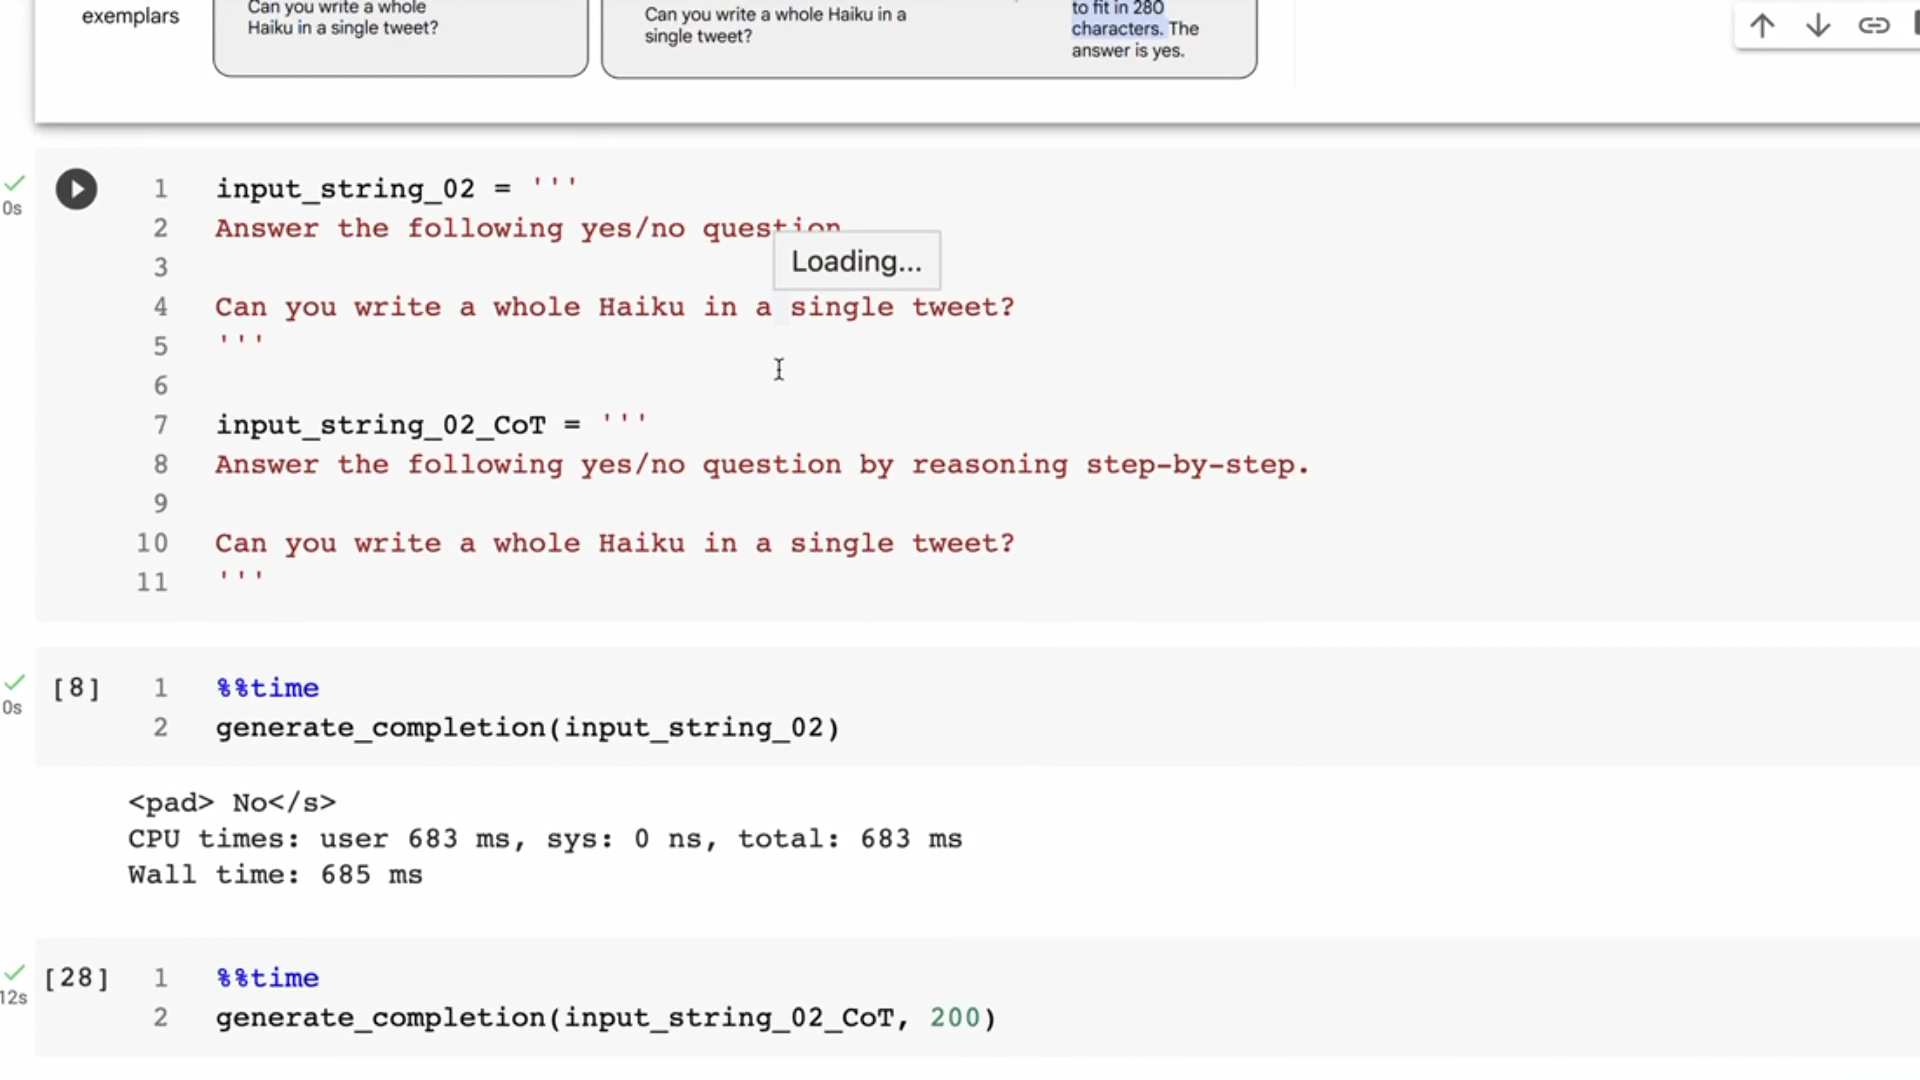 exemplars
Can you write a whole
Haiku in a single tweet?
Can you write a whole Haiku in a
single tweet?
to fit in 280
characters. The
answer is yes.
0s
1 input_string_02 = '''
2 Answer the following yes/no question.
Loading...
3
4 Can you write a whole Haiku in a single tweet?
5 '''
6
7 input_string_02_CoT = '''
8 Answer the following yes/no question by reasoning step-by-step.
9
10 Can you write a whole Haiku in a single tweet?
11 '''
0s
[8] 1 %%time
2 generate_completion(input_string_02)
<pad> No</s>
CPU times: user 683 ms, sys: 0 ns, total: 683 ms
Wall time: 685 ms
12s
[28] 1 %%time
2 generate_completion(input_string_02_CoT, 200)